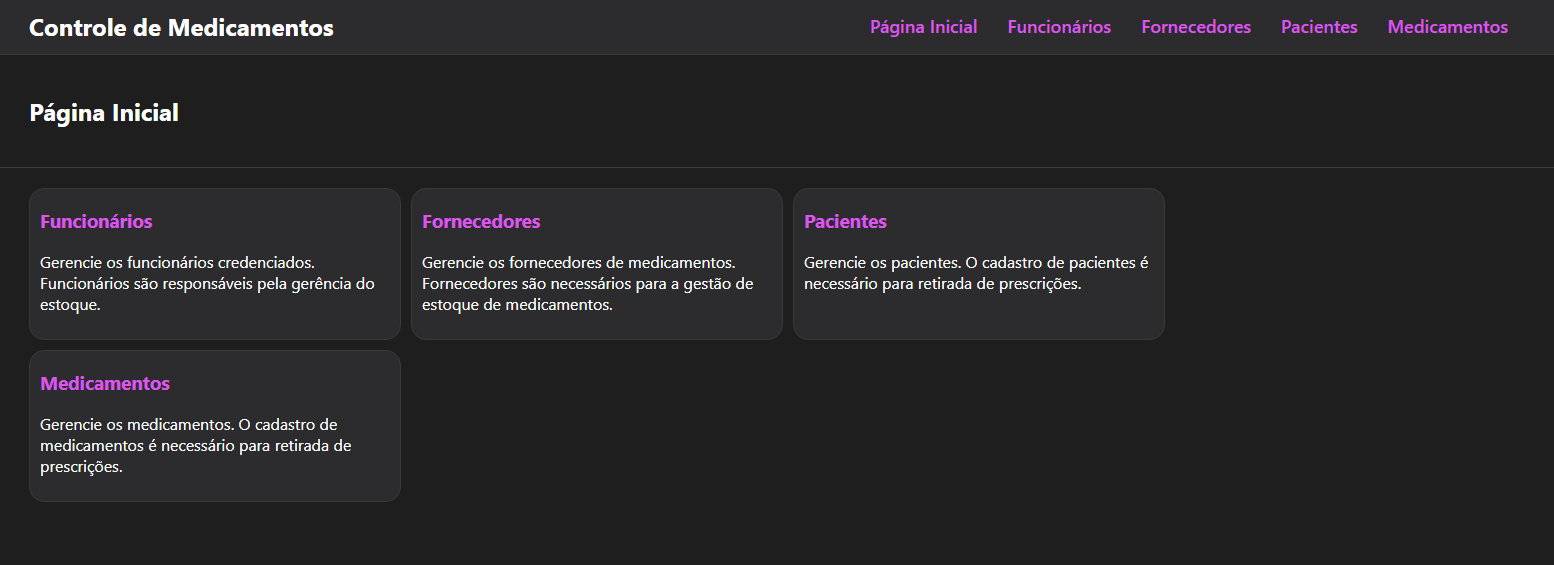 Controle de Medicamentos
Página Inicial Funcionários Fornecedores Pacientes Medicamentos
Página Inicial
Funcionários
Gerencie os funcionários credenciados.
Funcionários são responsáveis pela gerência do
estoque.
Fornecedores
Gerencie os fornecedores de medicamentos.
Fornecedores são necessários para a gestão de
estoque de medicamentos.
Pacientes
Gerencie os pacientes. O cadastro de pacientes é
necessário para retirada de prescrições.
Medicamentos
Gerencie os medicamentos. O cadastro de
medicamentos é necessário para retirada de
prescrições.